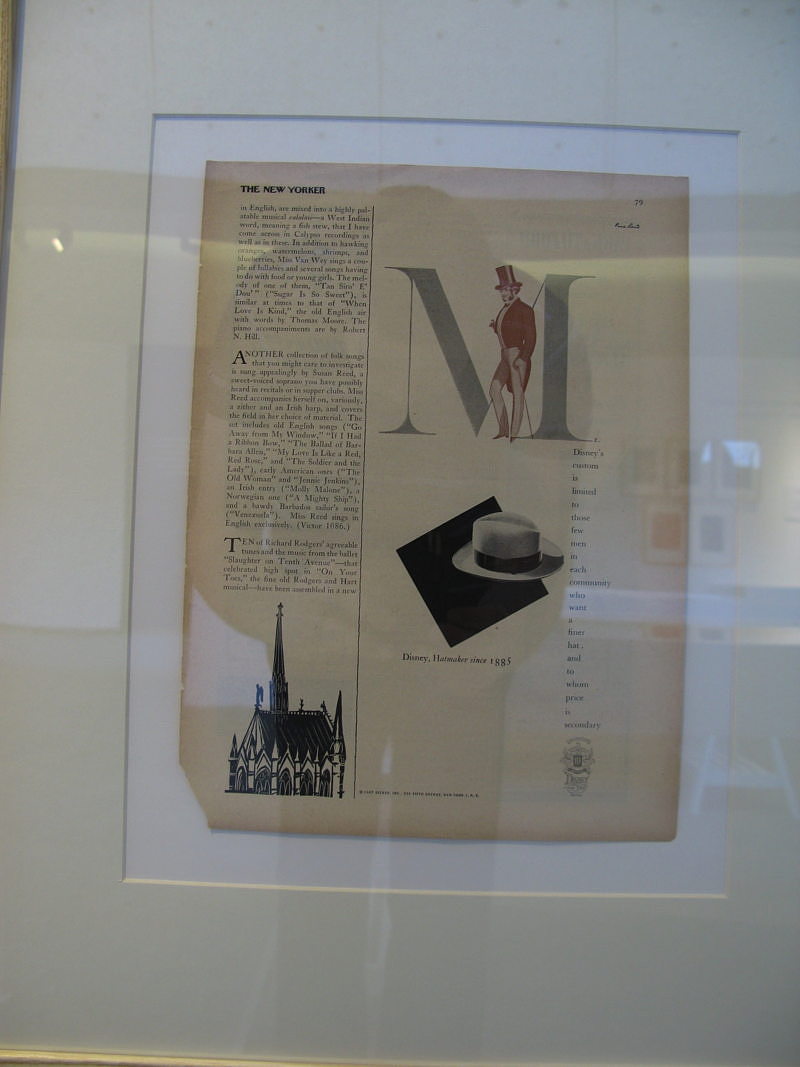 THE NEW YORKER
79
in English, are mixed into a highly pal-
atable musical calalaie—a West Indian
word, meaning a fish stew, that I have
come across in Calypso recordings as
well as in these. In addition to hawking
oranges, watermelons, shrimps, and
blueberries, Miss Van Wey sings a cou-
ple of lullabies and several songs having
to do with food or young girls. The mel-
ody of one of them, "Tan Siro' E'
Dou'" ("Sugar Is So Sweet"), is
similar at times to that of "When
Love Is Kind," the old English air
with words by Thomas Moore. The
piano accompaniments are by Robert
N. Hill.
ANOTHER collection of folk songs
that you might care to investigate
is sung appealingly by Susan Reed, a
sweet-voiced soprano you have possibly
heard in recitals or in supper clubs. Miss
Reed accompanies herself on, variously,
a zither and an Irish harp, and covers
the field in her choice of material. The
set includes old English songs ("Go
Away from My Window," "If I Had
a Ribbon Bow," "The Ballad of Bar-
bara Allen," "My Love Is Like a Red,
Red Rose," and "The Soldier and the
Lady"), early American ones ("The
Old Woman" and "Jennie Jenkins"),
an Irish entry ("Molly Malone"), a
Norwegian one ("A Mighty Ship"),
and a bawdy Barbados tailor's song
("Venezuela"). Miss Reed sings in
English exclusively. (Victor 1086.)
TEN of Richard Rodgers' agreeable
tunes and the music from the ballet
"Slaughter on Tenth Avenue"—that
celebrated high spot in "On Your
Toes," the fine old Rodgers and Hart
musical—have been assembled in a new
Mr.
Disney's
custom
is
limited
to
those
few
men
in
each
community
who
want
a
finer
hat,
and
to
whom
price
is
secondary
Disney, Hatmaker since 1885
Disney